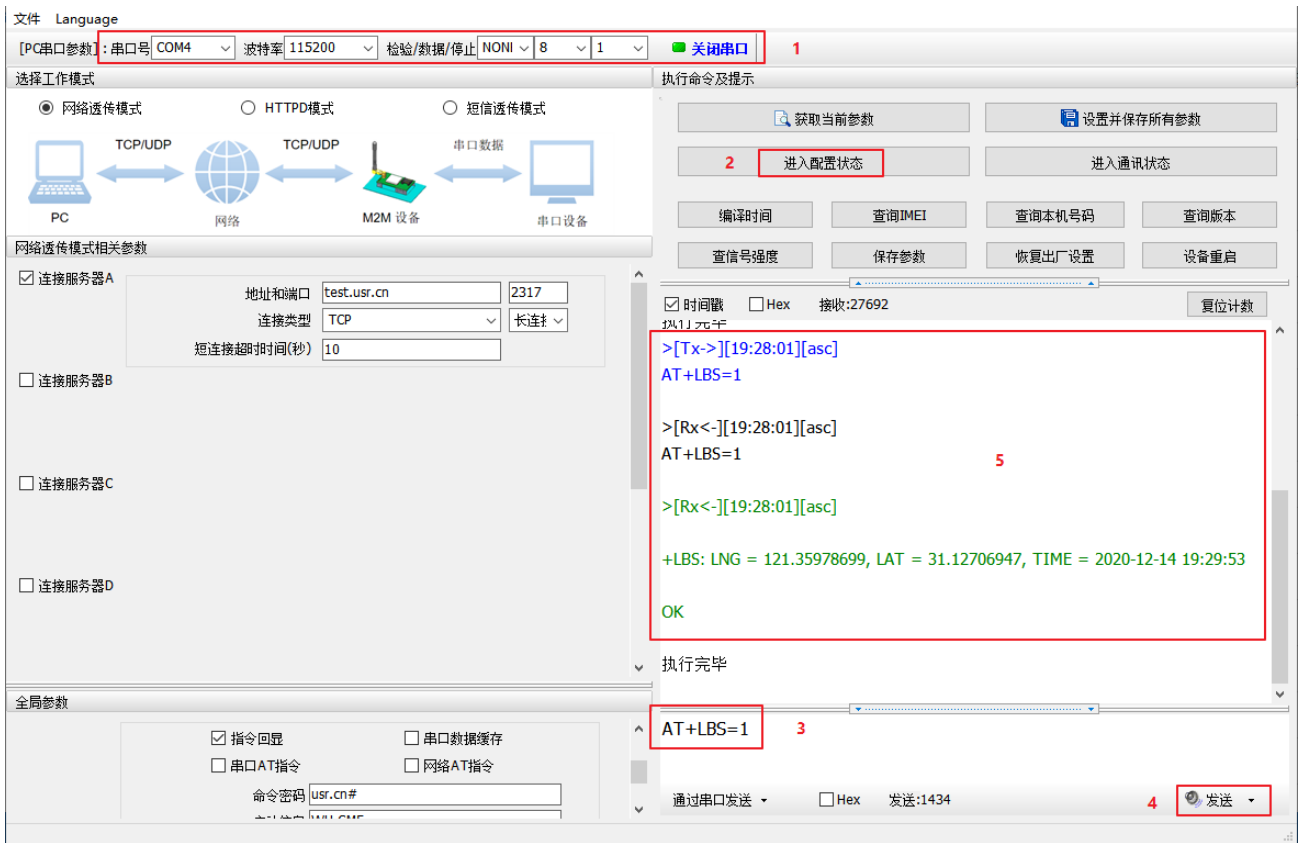 文件 Language
[PC串口参数]：串口号 COM4 波特率 115200 检验/数据/停止 NONI 8 1 关闭串口 1
选择工作模式
网络透传模式 HTTPD模式 短信透传模式
TCP/UDP TCP/UDP 串口数据
PC 网络 M2M 设备 串口设备
网络透传模式相关参数
连接服务器A
地址和端口 test.usr.cn 2317
连接类型 TCP 长连接
短连接超时时间(秒) 10
连接服务器B
连接服务器C
连接服务器D
全局参数
指令回显 串口数据缓存
串口AT指令 网络AT指令
命令密码 usr.cn#
执行命令及提示
获取当前参数 设置并保存所有参数
2 进入配置状态 进入通讯状态
编译时间 查询IMEI 查询本机号码 查询版本
查信号强度 保存参数 恢复出厂设置 设备重启
时间戳 Hex 接收:27692 复位计数
执行完毕
>[Tx->][19:28:01][asc]
AT+LBS=1
>[Rx<-][19:28:01][asc]
AT+LBS=1
5
>[Rx<-][19:28:01][asc]
+LBS: LNG = 121.35978699, LAT = 31.12706947, TIME = 2020-12-14 19:29:53
OK
执行完毕
AT+LBS=1 3
通过串口发送 Hex 发送:1434 4 发送